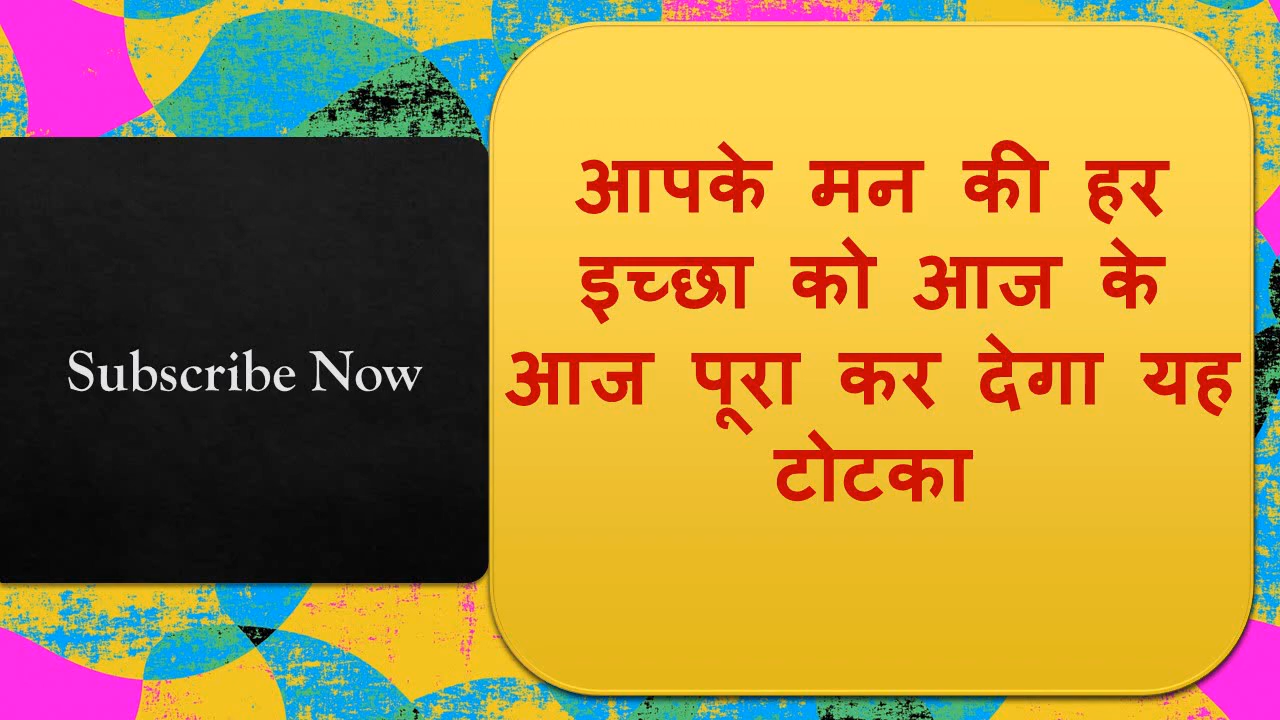 Subscribe Now
आपके मन की हर
इच्छा को आज के
आज पूरा कर देगा यह
टोटका